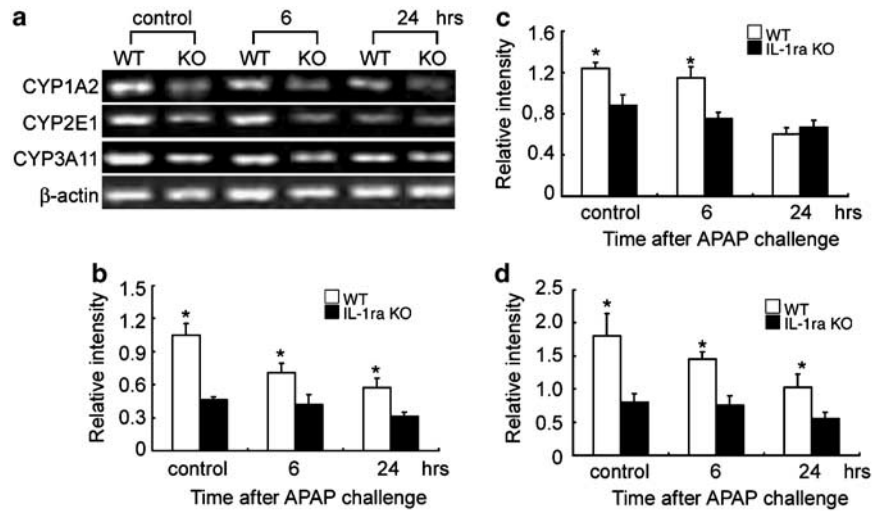 a
control 6 24 hrs
WT KO WT KO WT KO
CYP1A2
CYP2E1
CYP3A11
β-actin
b
Relative intensity
1.5
1.2
0.9
0.6
0.3
0
* * *
WT
IL-1ra KO
control 6 24 hrs
Time after APAP challenge
c
Relative intensity
1.6
1.2
0.8
0.4
0
* *
WT
IL-1ra KO
control 6 24 hrs
Time after APAP challenge
d
Relative intensity
2.5
2.0
1.5
1.0
0.5
0
* * *
WT
IL-1ra KO
control 6 24 hrs
Time after APAP challenge